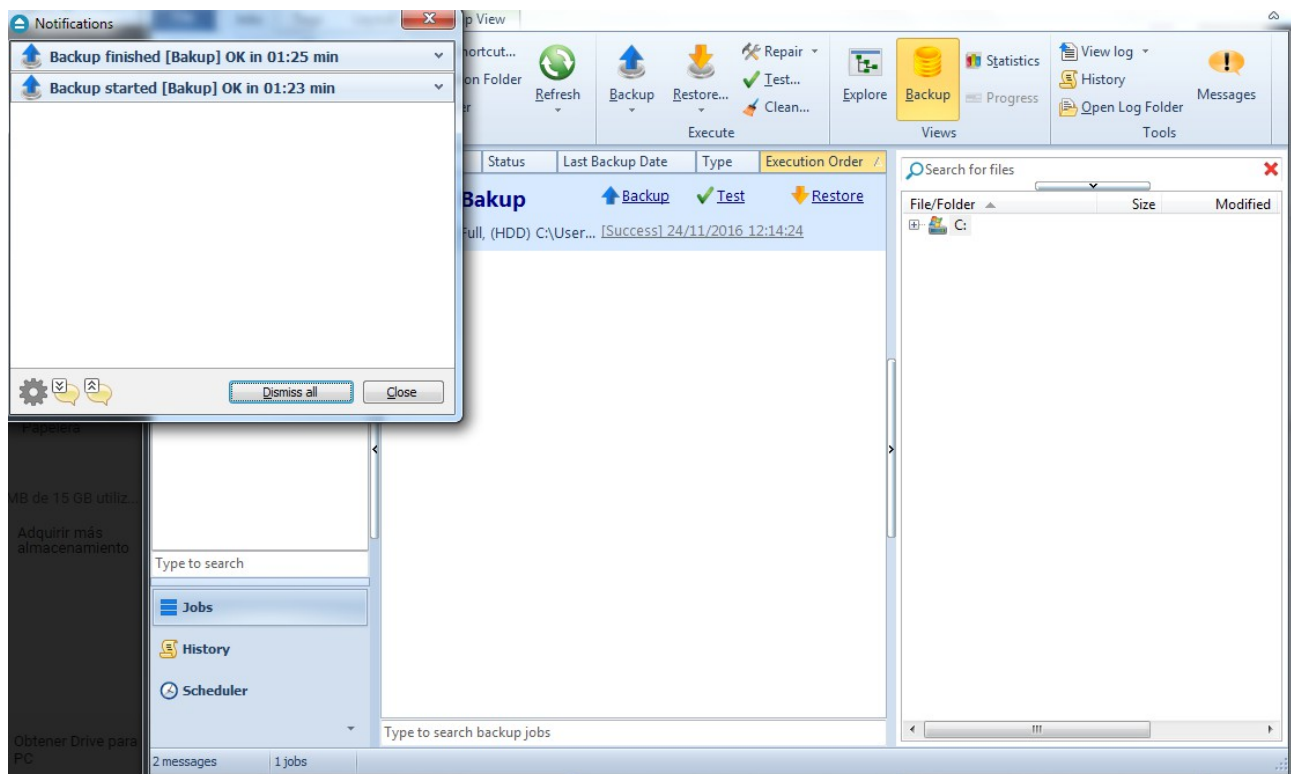 Notifications
Backup finished [Bakup] OK in 01:25 min
Backup started [Bakup] OK in 01:23 min
Dismiss all
Close
p View
hortcut...
on Folder
er
Refresh
Backup
Restore...
Repair
Test...
Clean...
Execute
Explore
Backup
Statistics
Progress
Views
View log
History
Open Log Folder
Messages
Tools
Status
Last Backup Date
Type
Execution Order
Bakup
Backup
Test
Restore
Full, (HDD) C:\User... [Success] 24/11/2016 12:14:24
Search for files
File/Folder
Size
Modified
C:
Papelera
MB de 15 GB utiliz...
Adquirir más
almacenamiento
Obtener Drive para
PC
Type to search
Jobs
History
Scheduler
Type to search backup jobs
2 messages
1 jobs